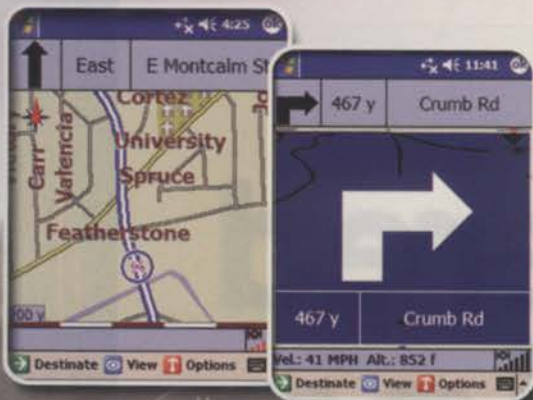 4:25
East E Montcalm St
Cortez
University
Carr
Valencia
Spruce
Featherstone
00 y
Destinate View Options
11:41
467 y Crumb Rd
467 y Crumb Rd
Vel.: 41 MPH Alt.: 852 f
Destinate View Options